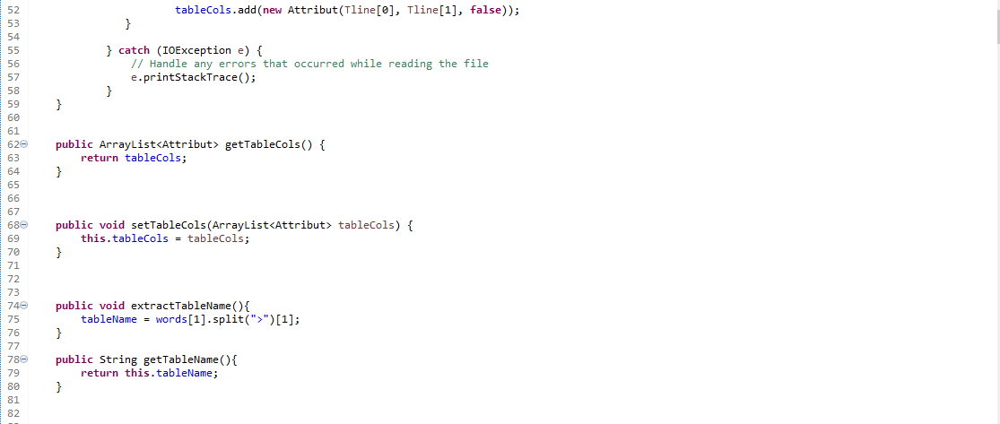 52 tableCols.add(new Attribut(Tline[0], Tline[1], false));
53 }
54
55 } catch (IOException e) {
56 // Handle any errors that occurred while reading the file
57 e.printStackTrace();
58 }
59 }
60
61
62 public ArrayList<Attribut> getTableCols() {
63 return tableCols;
64 }
65
66
67
68 public void setTableCols(ArrayList<Attribut> tableCols) {
69 this.tableCols = tableCols;
70 }
71
72
73
74 public void extractTableName(){
75 tableName = words[1].split(">")[1];
76 }
77
78 public String getTableName(){
79 return this.tableName;
80 }
81
82